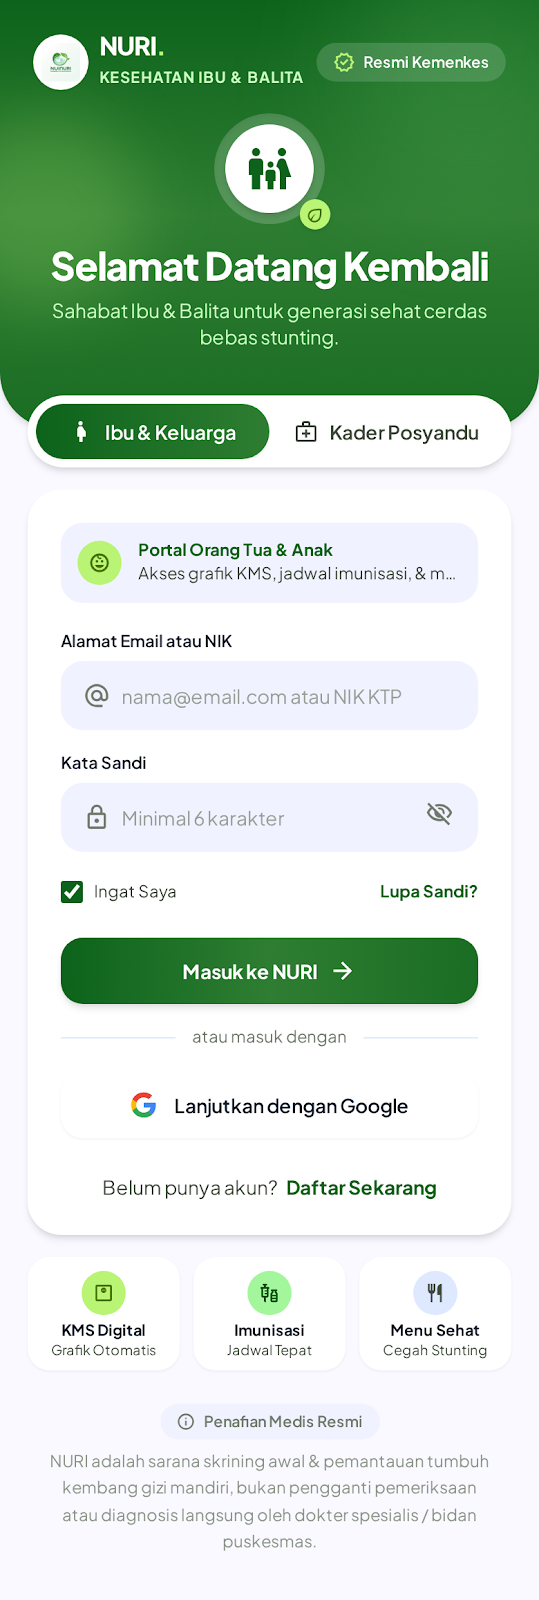 NURI.
KESEHATAN IBU & BALITA
Resmi Kemenkes
Selamat Datang Kembali
Sahabat Ibu & Balita untuk generasi sehat cerdas
bebas stunting.
Ibu & Keluarga
Kader Posyandu
Portal Orang Tua & Anak
Akses grafik KMS, jadwal imunisasi, & m...
Alamat Email atau NIK
nama@email.com atau NIK KTP
Kata Sandi
Minimal 6 karakter
Ingat Saya
Lupa Sandi?
Masuk ke NURI
atau masuk dengan
Lanjutkan dengan Google
Belum punya akun? Daftar Sekarang
KMS Digital
Grafik Otomatis
Imunisasi
Jadwal Tepat
Menu Sehat
Cegah Stunting
Penafian Medis Resmi
NURI adalah sarana skrining awal & pemantauan tumbuh
kembang gizi mandiri, bukan pengganti pemeriksaan
atau diagnosis langsung oleh dokter spesialis / bidan
puskesmas.